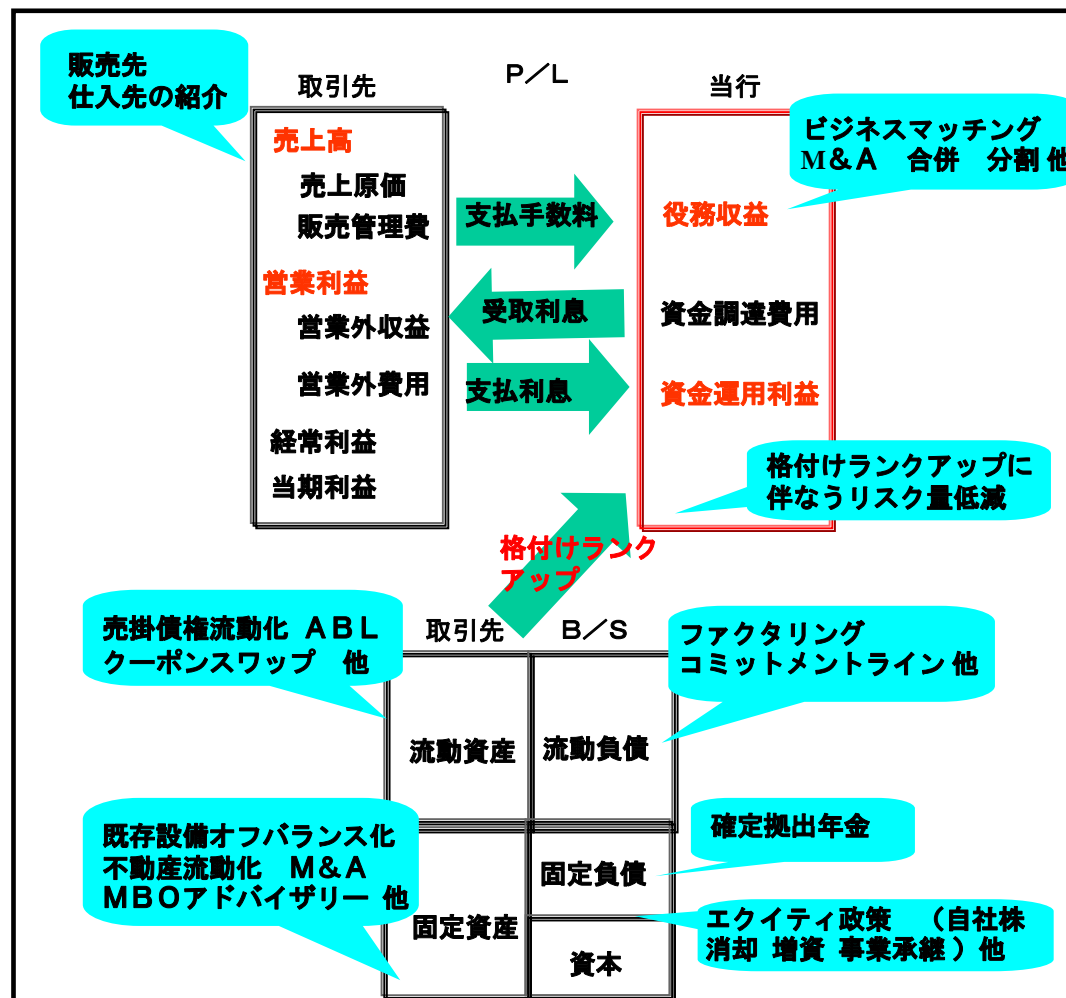 販売先
仕入先の紹介
P/L
取引先
当行
売上高
売上原価
販売管理費
営業利益
営業外収益
営業外費用
経常利益
当期利益
支払手数料
受取利息
支払利息
役務収益
資金調達費用
資金運用利益
ビジネスマッチング
M&A 合併 分割 他
格付けランクアップに
伴なうリスク量低減
格付けランク
アップ
取引先 B/S
売掛債権流動化 ABL
クーポンスワップ 他
ファクタリング
コミットメントライン 他
流動資産
流動負債
既存設備オフバランス化
不動産流動化 M&A
MBOアドバイザリー 他
固定資産
固定負債
資本
確定拠出年金
エクイティ政策 (自社株
消却 増資 事業承継)他